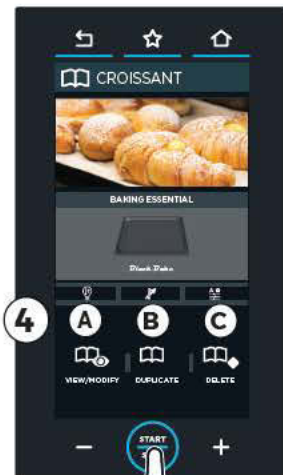 CROISSANT
BAKING ESSENTIAL
Black Bake
4 A B C
VIEW/MODIFY DUPLICATE DELETE
START
- +